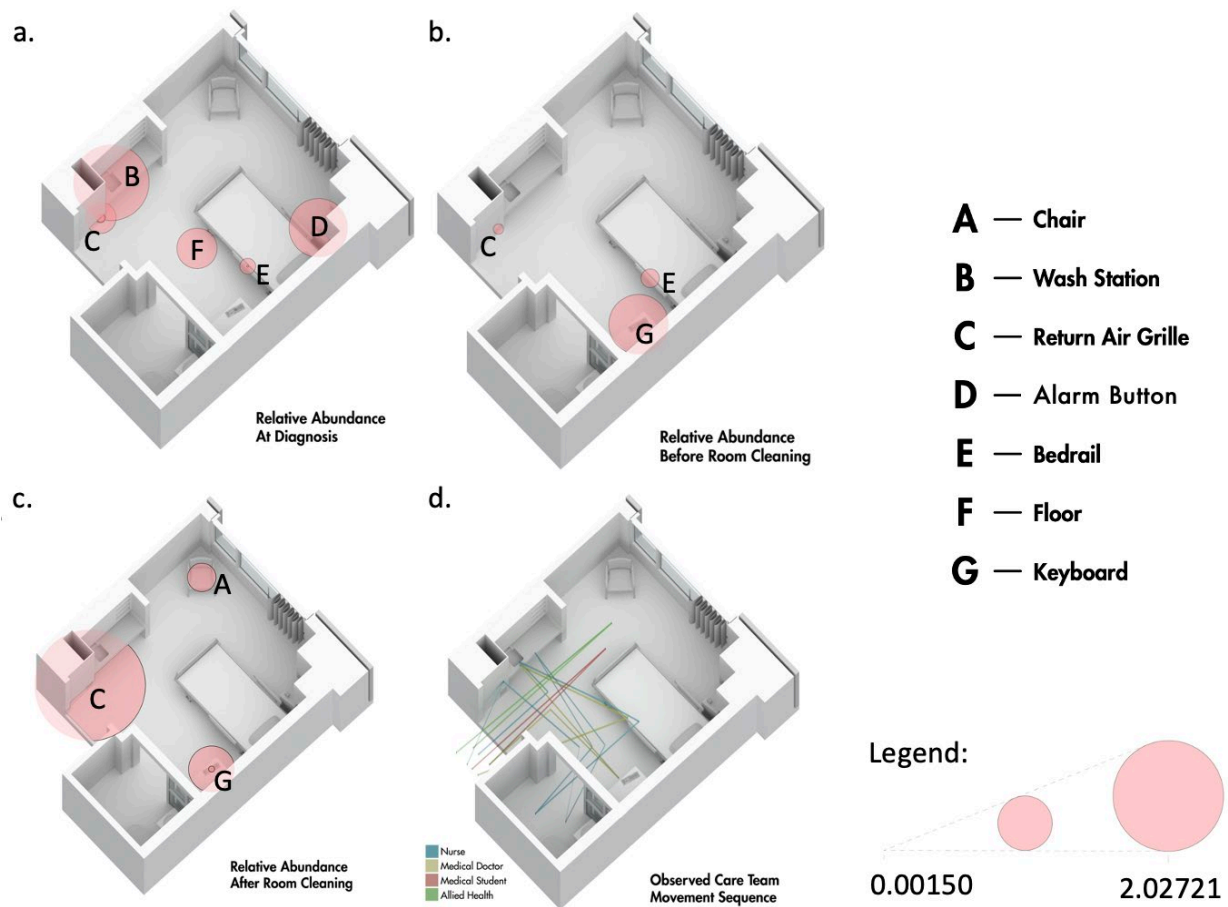 a.
B
C
F
D
E
Relative Abundance
At Diagnosis
b.
C
E
G
Relative Abundance
Before Room Cleaning
A — Chair
B — Wash Station
C — Return Air Grille
D — Alarm Button
E — Bedrail
F — Floor
G — Keyboard
c.
A
C
G
Relative Abundance
After Room Cleaning
d.
Nurse
Medical Doctor
Medical Student
Allied Health
Observed Care Team
Movement Sequence
Legend:
0.00150
2.02721